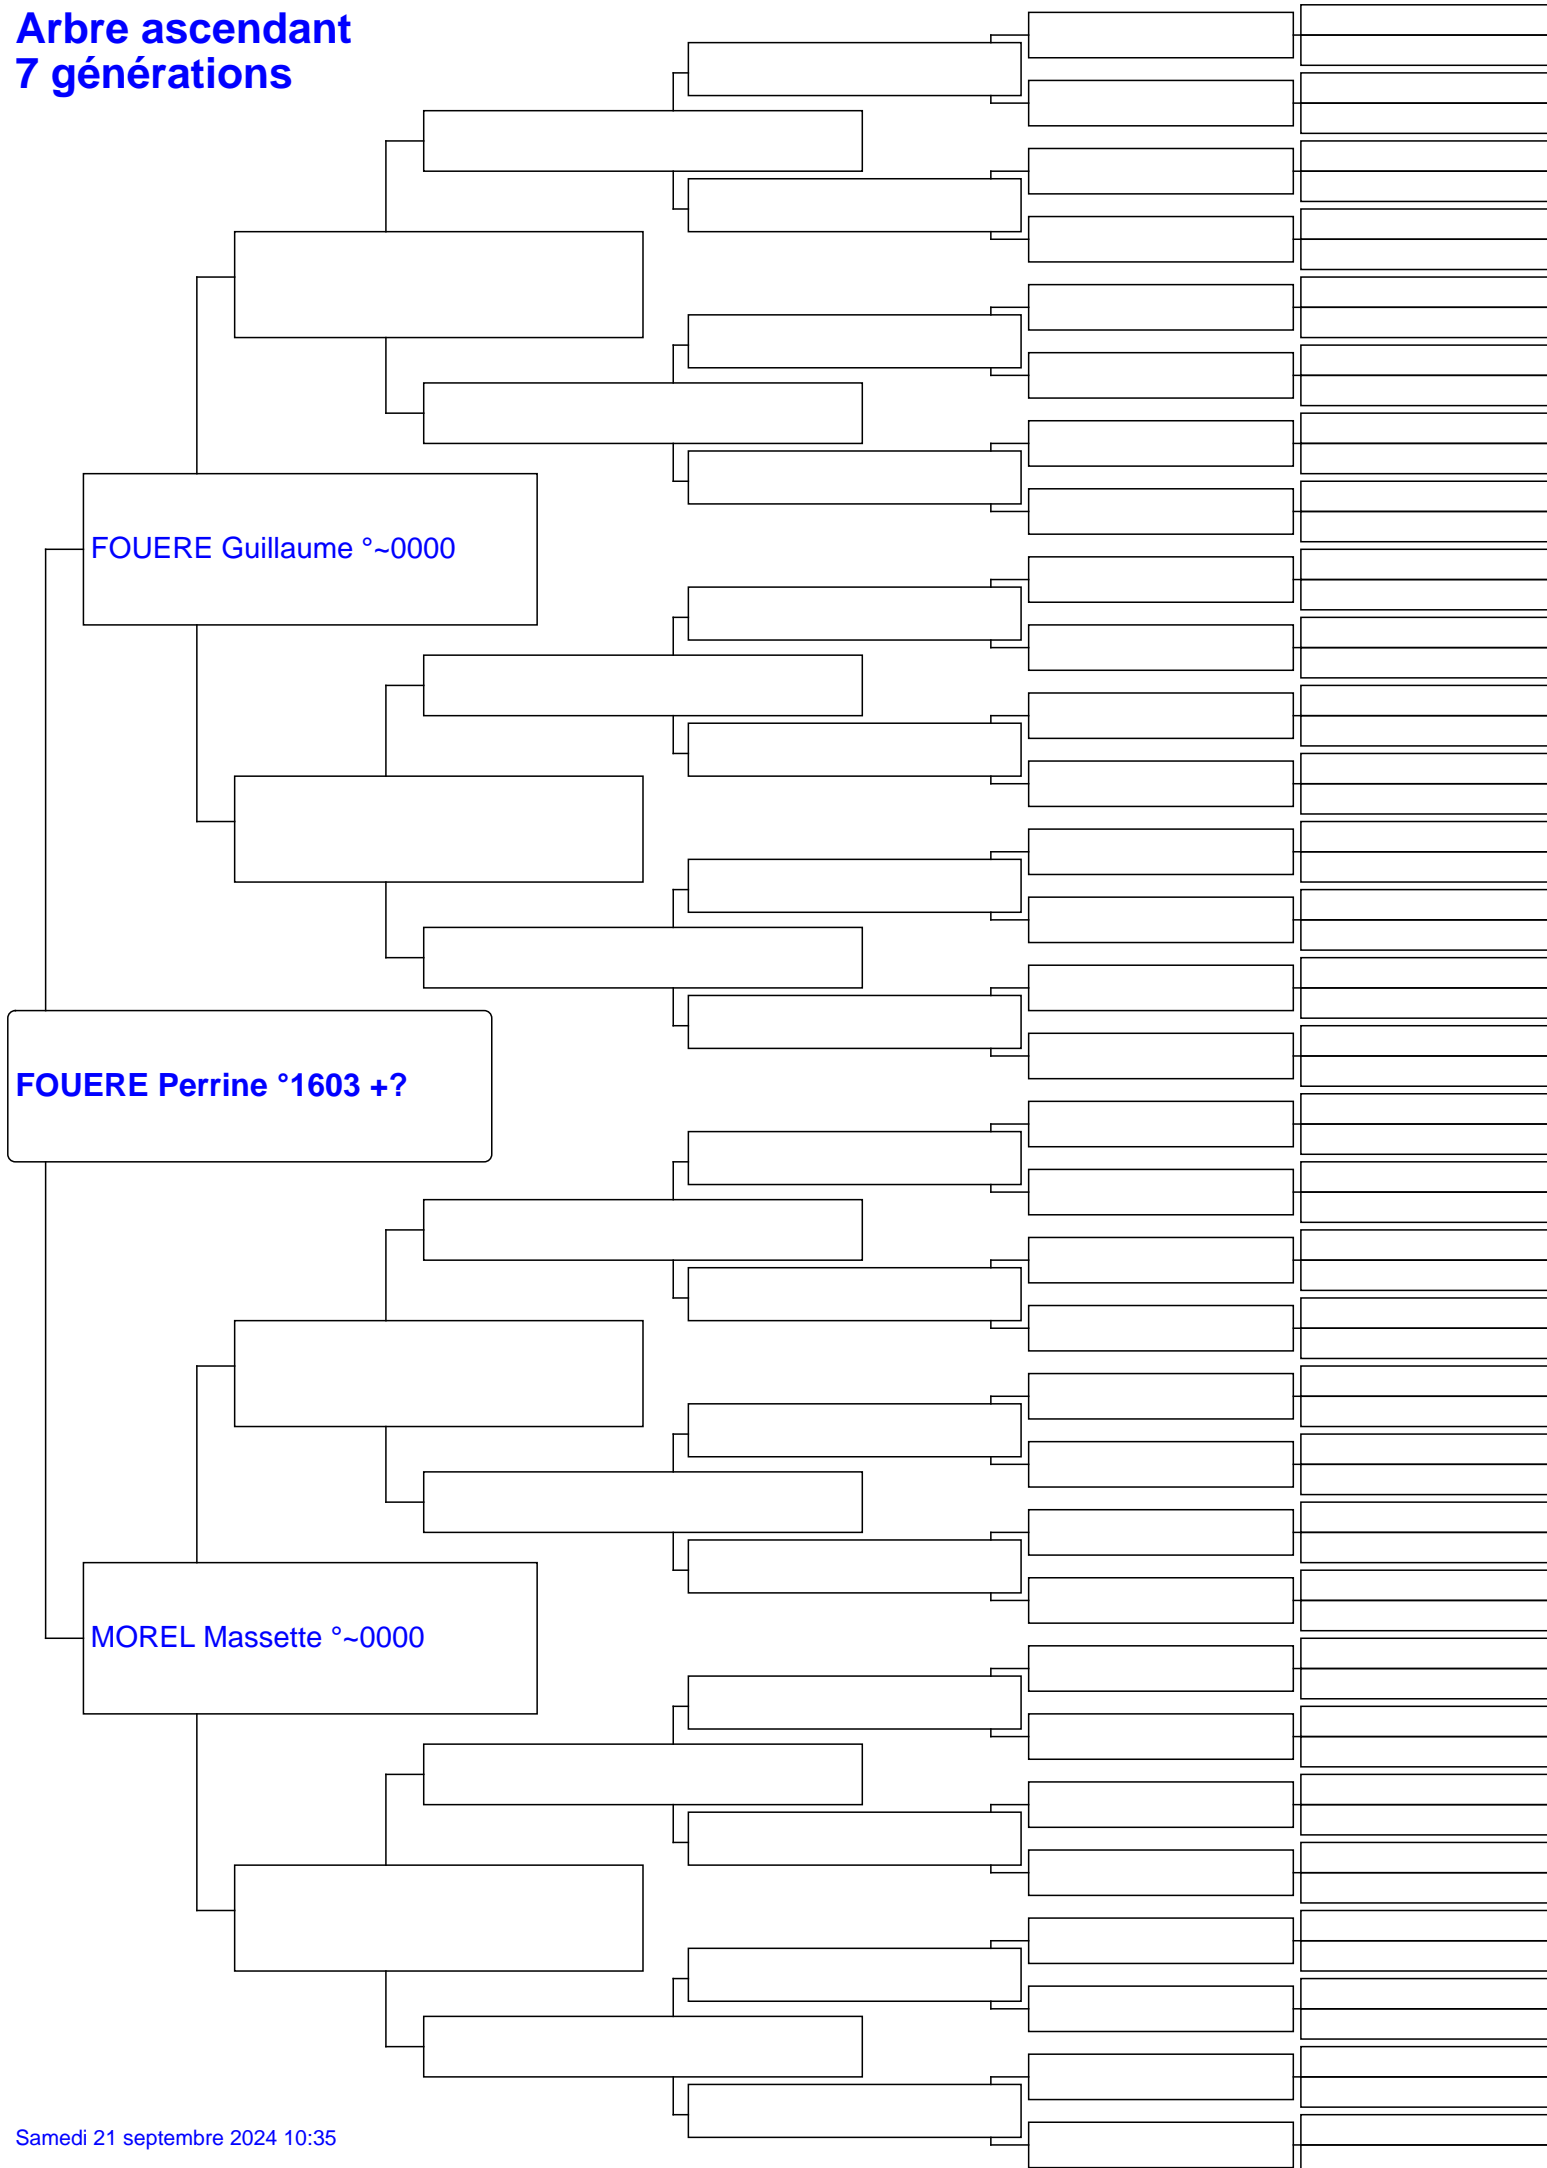 Arbre ascendant
7 générations
FOUERE Guillaume °~0000
FOUERE Perrine °1603 +?
MOREL Massette °~0000
Samedi 21 septembre 2024 10:35